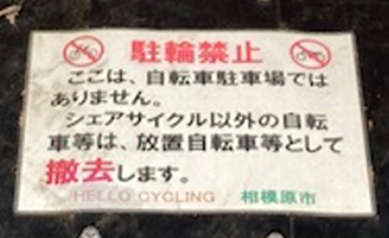 駐輪禁止
ここは、自転車駐車場では
ありません。
シェアサイクル以外の自転
車等は、放置自転車等として
撤去します。
HELLO CYCLING 相模原市